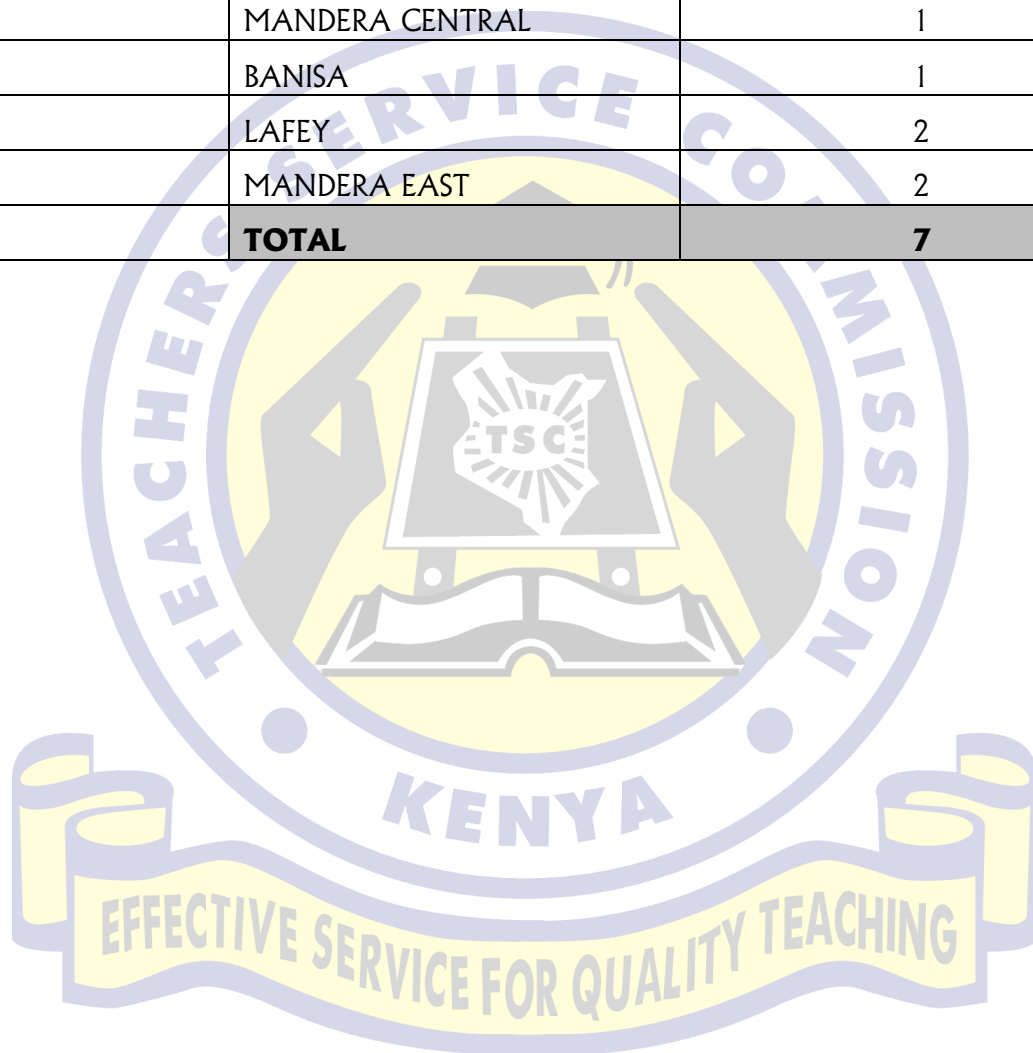 MANDERA CENTRAL 1
BANISA 1
LAFEY 2
MANDERA EAST 2
TOTAL 7
TEACHERS SERVICE COMMISSION
TSC
KENYA
EFFECTIVE SERVICE FOR QUALITY TEACHING